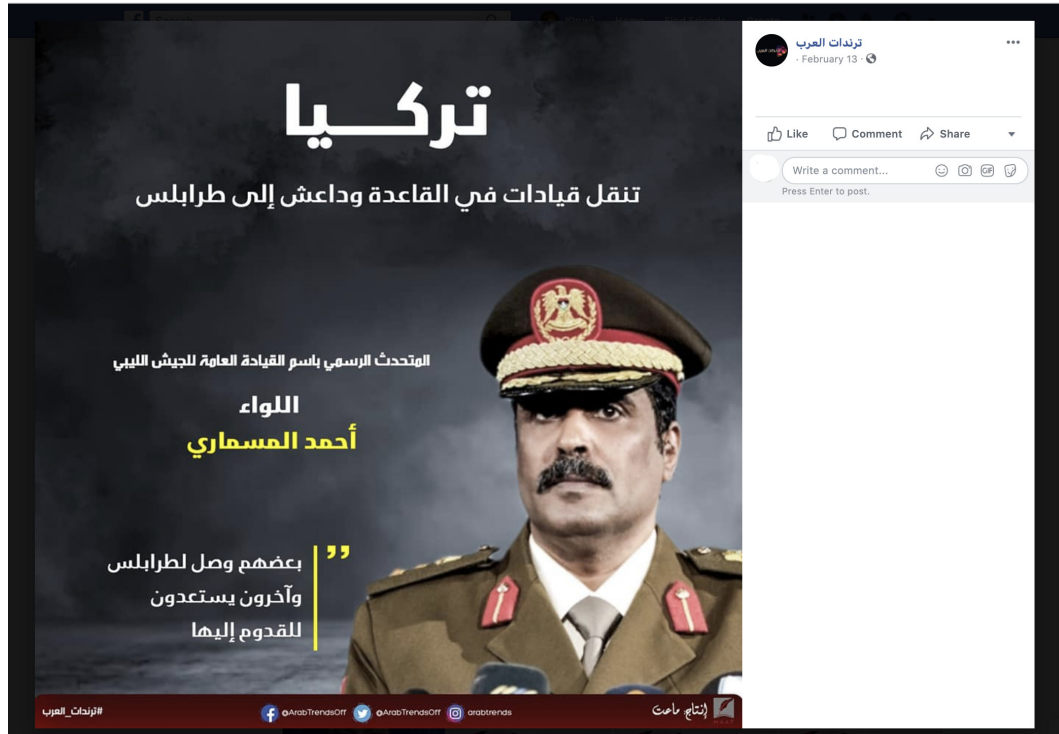 تركـــيا
تنقل قيادات في القاعدة وداعش إلى طرابلس
المتحدث الرسمي باسم القيادة العامة للجيش الليبي
اللواء
أحمد المسماري
”
بعضهم وصل لطرابلس
وآخرون يستعدون
للقدوم إليها
#ترندات_العرب
@ArabTrendsOff
@ArabTrendsOff
arabtrends
إنتاج ماعت
MAAT
ترندات العرب
· February 13 ·
Like
Comment
Share
Write a comment...
GIF
Press Enter to post.